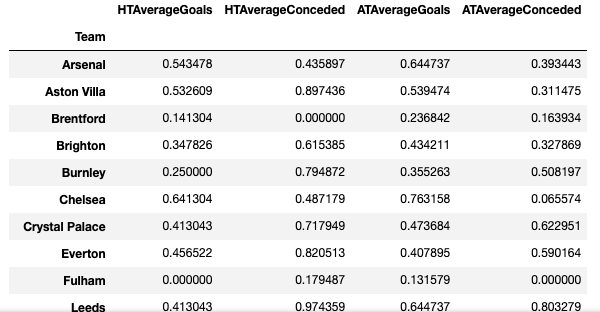 HTAverageGoals HTAverageConceded ATAverageGoals ATAverageConceded
Team
Arsenal 0.543478 0.435897 0.644737 0.393443
Aston Villa 0.532609 0.897436 0.539474 0.311475
Brentford 0.141304 0.000000 0.236842 0.163934
Brighton 0.347826 0.615385 0.434211 0.327869
Burnley 0.250000 0.794872 0.355263 0.508197
Chelsea 0.641304 0.487179 0.763158 0.065574
Crystal Palace 0.413043 0.717949 0.473684 0.622951
Everton 0.456522 0.820513 0.407895 0.590164
Fulham 0.000000 0.179487 0.131579 0.000000
Leeds 0.413043 0.974359 0.644737 0.803279